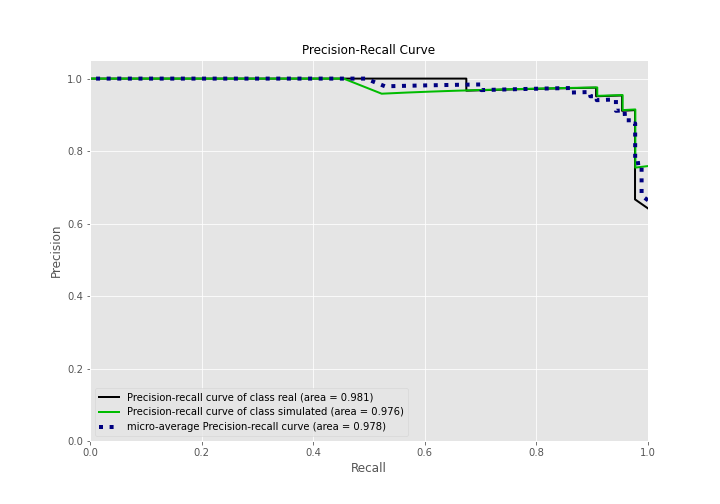 Precision-Recall Curve
1.0
0.8
0.6
0.4
0.2
0.0
Precision
Precision-recall curve of class real (area = 0.981)
Precision-recall curve of class simulated (area = 0.976)
micro-average Precision-recall curve (area = 0.978)
0.0 0.2 0.4 0.6 0.8 1.0
Recall